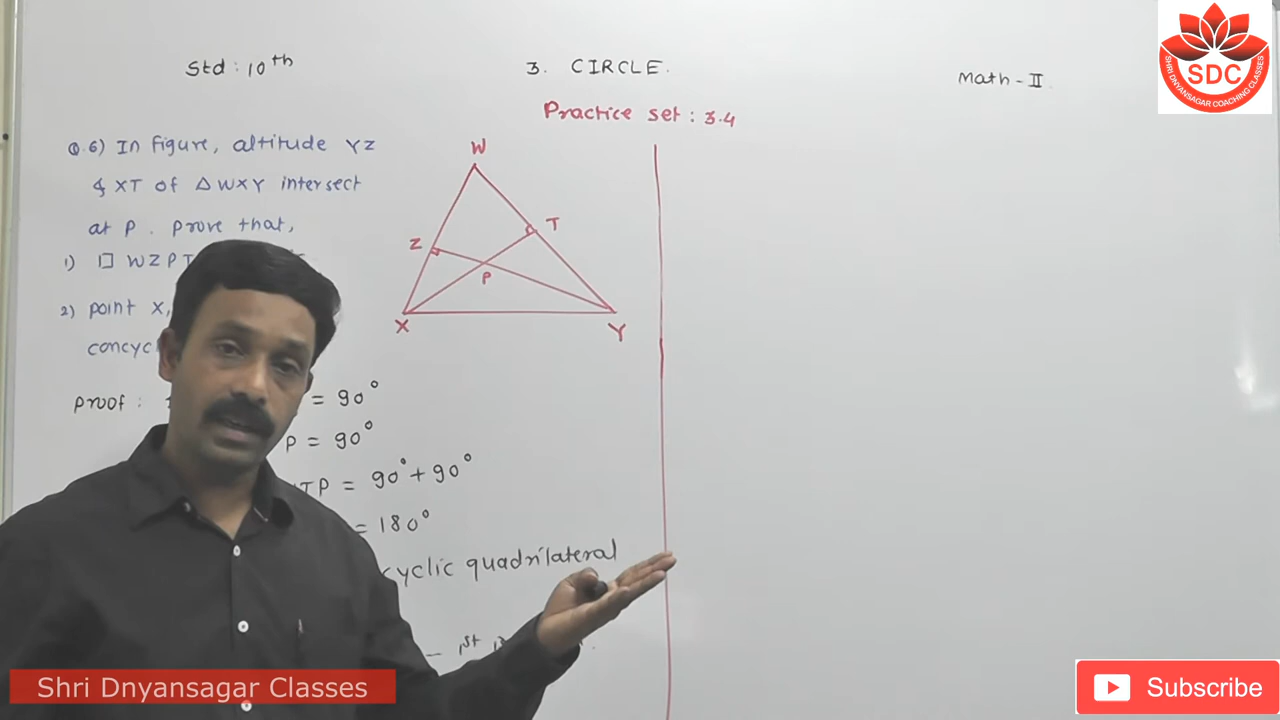 Std : 10th
3. CIRCLE.
Math - II
Practice set : 3.4
Q.6) In figure, altitude YZ
& XT of △ WXY intersect
at P. prove that,
1) □ WZPT
2) point X,
concyc
proof :
= 90°
P = 90°
TP = 90° + 90°
= 180°
cyclic quadrilateral
1st
W
T
Z
P
X
Y
SHRI DNYANSAGAR COACHING CLASSES
SDC
Shri Dnyansagar Classes
Subscribe